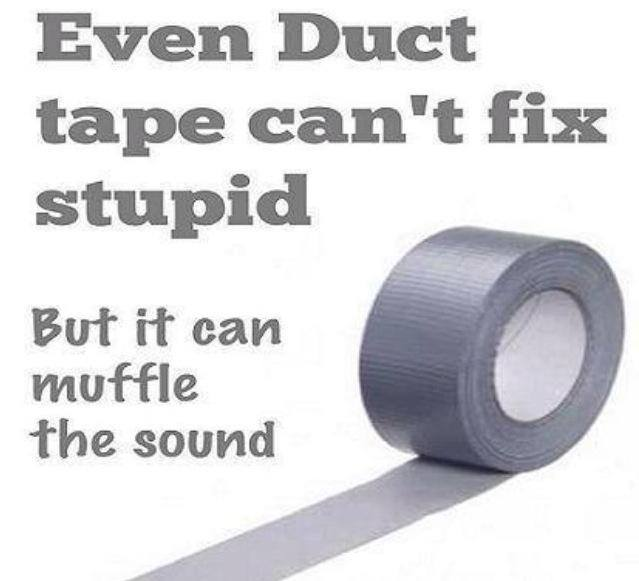 Even Duct
tape can't fix
stupid
But it can
muffle
the sound